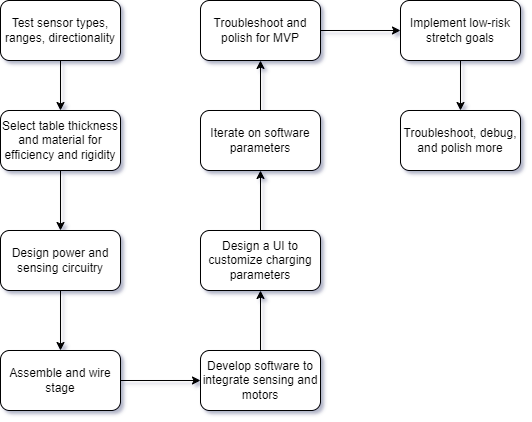 Test sensor types,
ranges, directionality
Select table thickness
and material for
efficiency and rigidity
Design power and
sensing circuitry
Assemble and wire
stage
Develop software to
integrate sensing and
motors
Design a UI to
customize charging
parameters
Iterate on software
parameters
Troubleshoot and
polish for MVP
Implement low-risk
stretch goals
Troubleshoot, debug,
and polish more